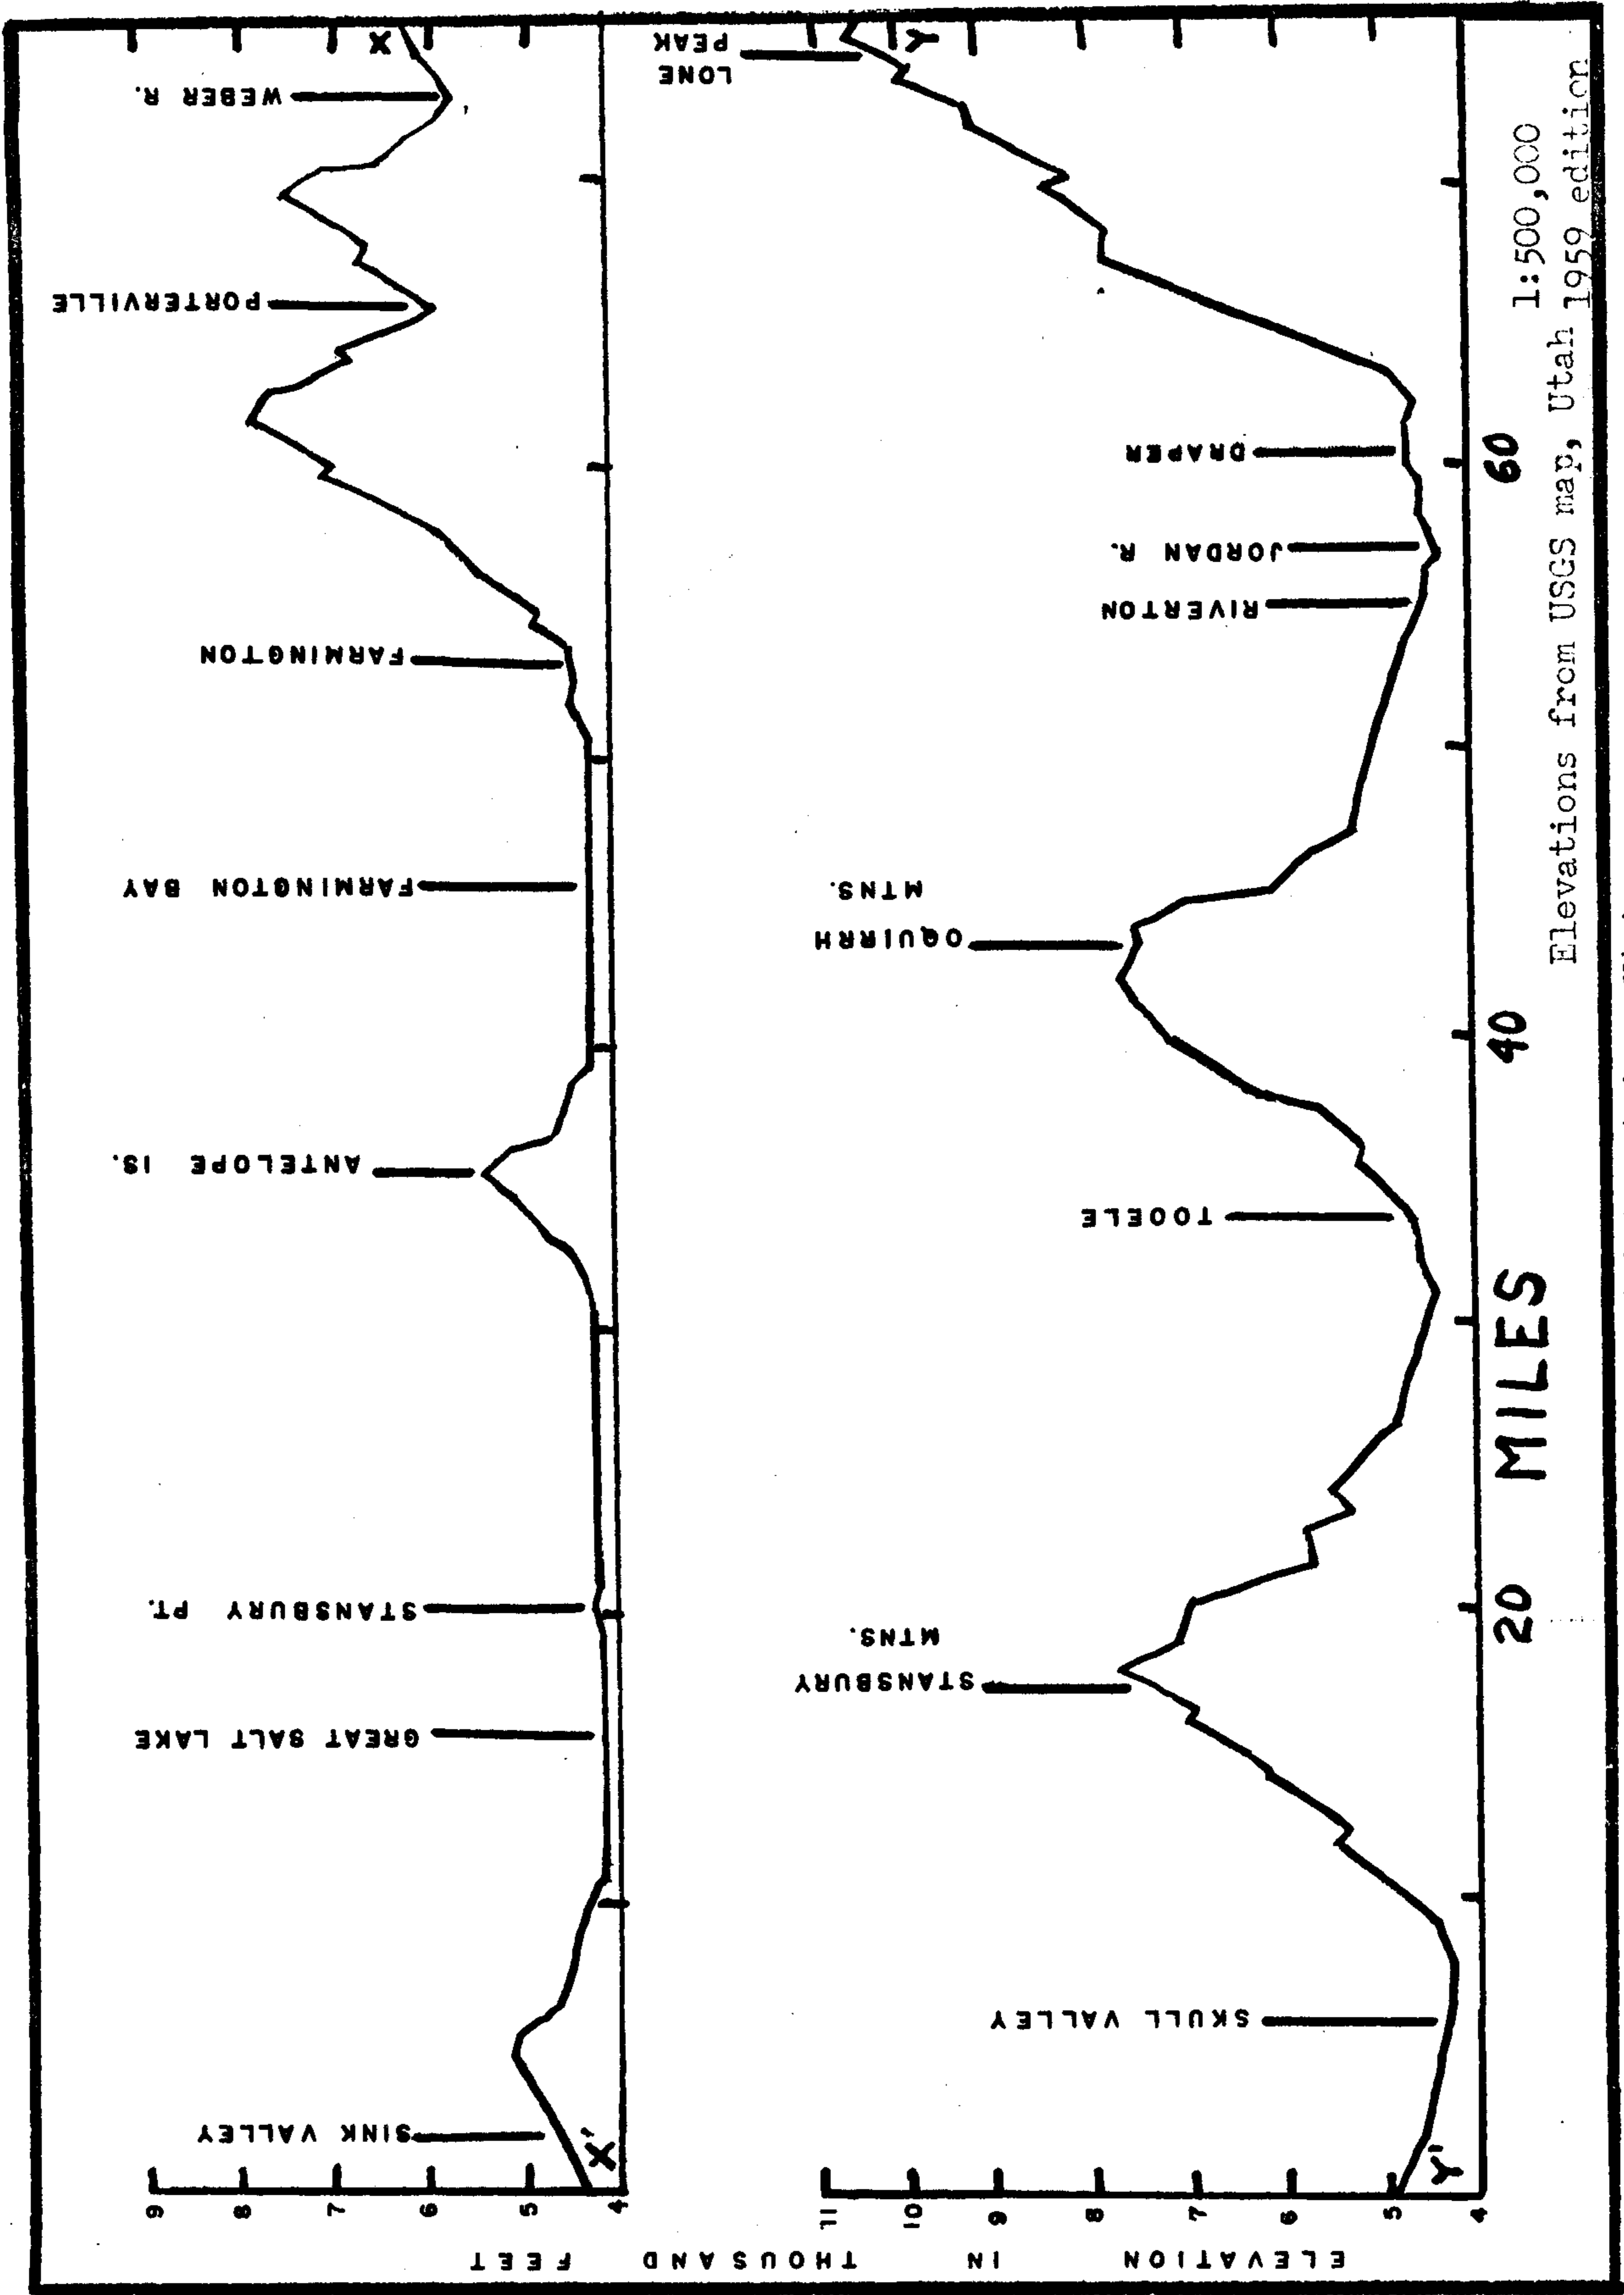 ELEVATION IN THOUSAND FEET
9
8
7
6
5
4
X'
SINK VALLEY
GREAT SALT LAKE
STANSBURY PT.
ANTELOPE IS.
FARMINGTON BAY
FARMINGTON
PORTERVILLE
WEBER R.
X
11
10
9
8
7
6
5
4
Y'
SKULL VALLEY
STANSBURY
MTNS.
TOOELE
OQUIRRH
MTNS.
RIVERTON
JORDAN R.
DRAPER
LONE
PEAK
Y
20
40
60
MILES
1:500,000
Elevations from USGS map, Utah 1959 edition